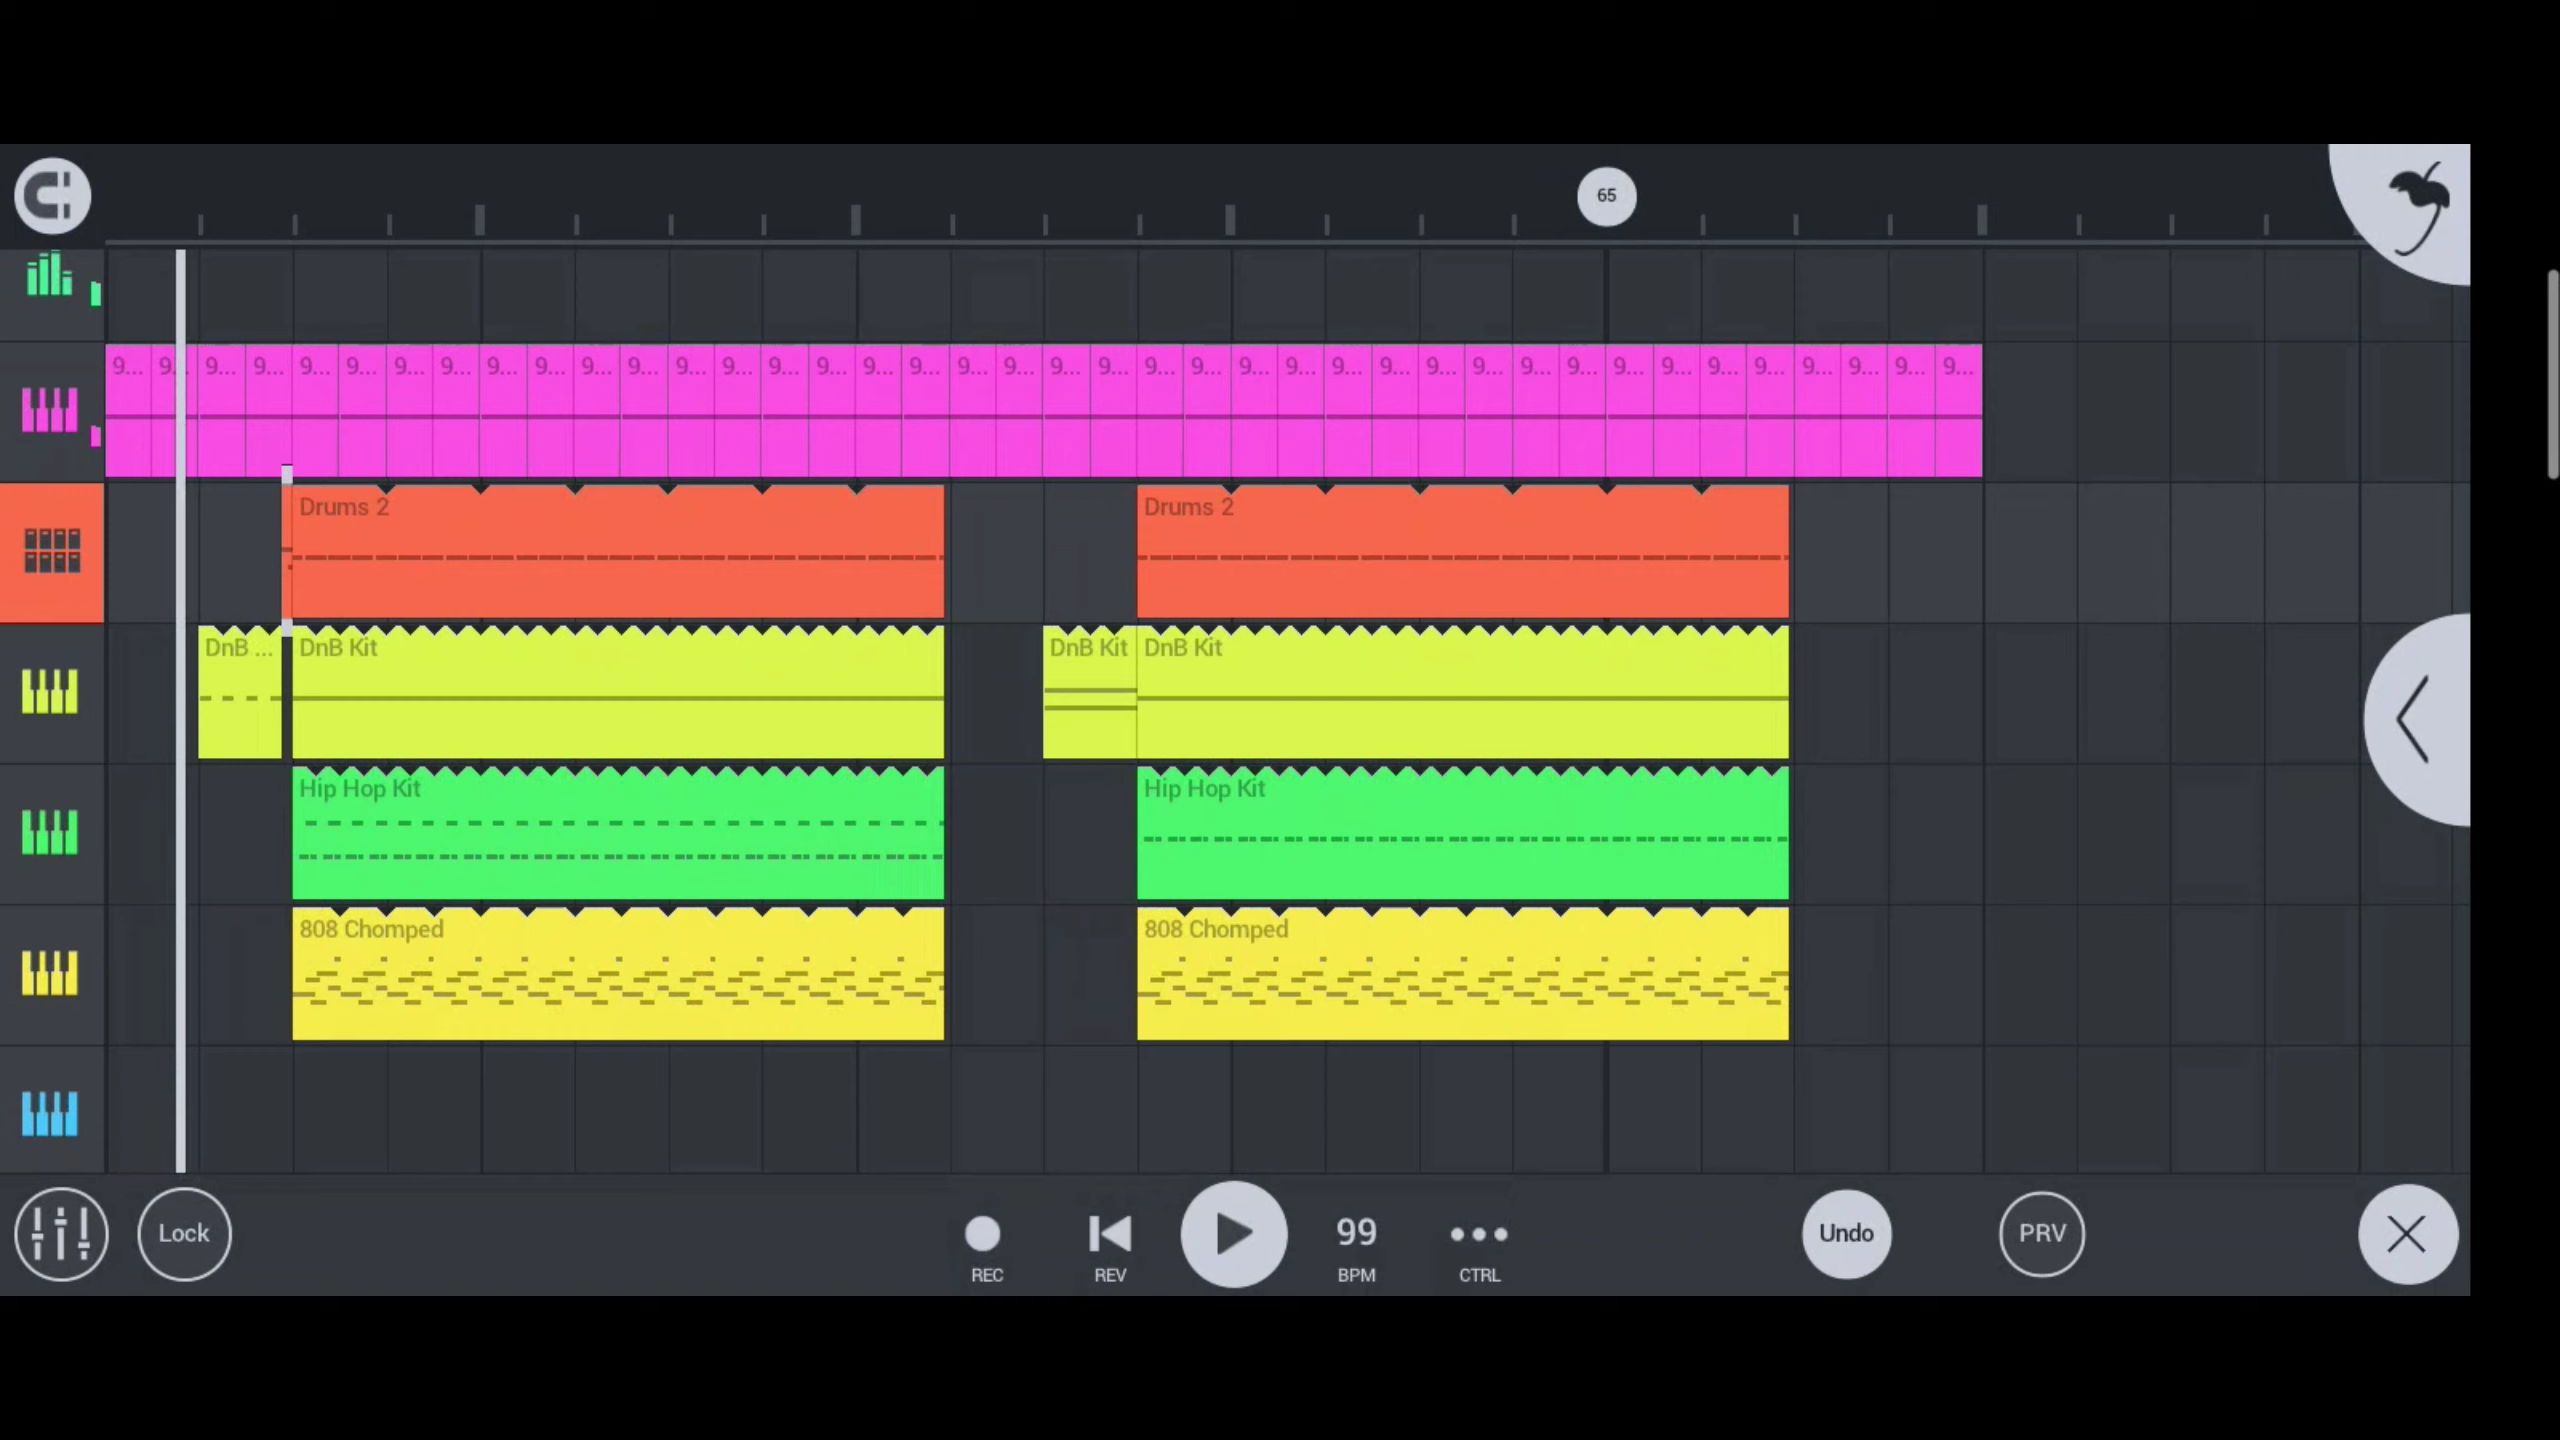 65
9... 9... 9... 9... 9... 9... 9... 9... 9... 9... 9... 9... 9... 9... 9... 9... 9... 9... 9... 9... 9... 9... 9... 9... 9... 9... 9... 9... 9... 9... 9... 9... 9... 9... 9... 9... 9... 9... 9... 9...
Drums 2 Drums 2
DnB ... DnB Kit DnB Kit DnB Kit
Hip Hop Kit Hip Hop Kit
808 Chomped 808 Chomped
Lock 99 Undo PRV
REC REV BPM CTRL